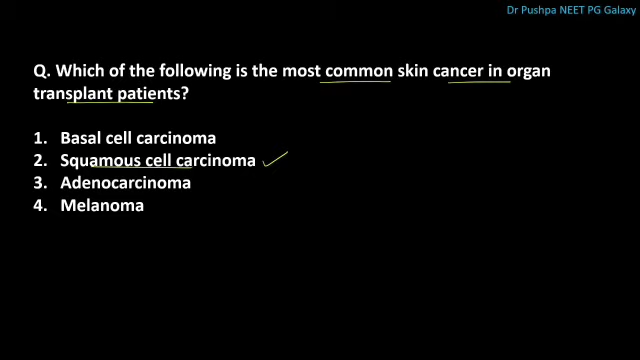 Dr Pushpa NEET PG Galaxy
Q. Which of the following is the most common skin cancer in organ
transplant patients?
1. Basal cell carcinoma
2. Squamous cell carcinoma
3. Adenocarcinoma
4. Melanoma